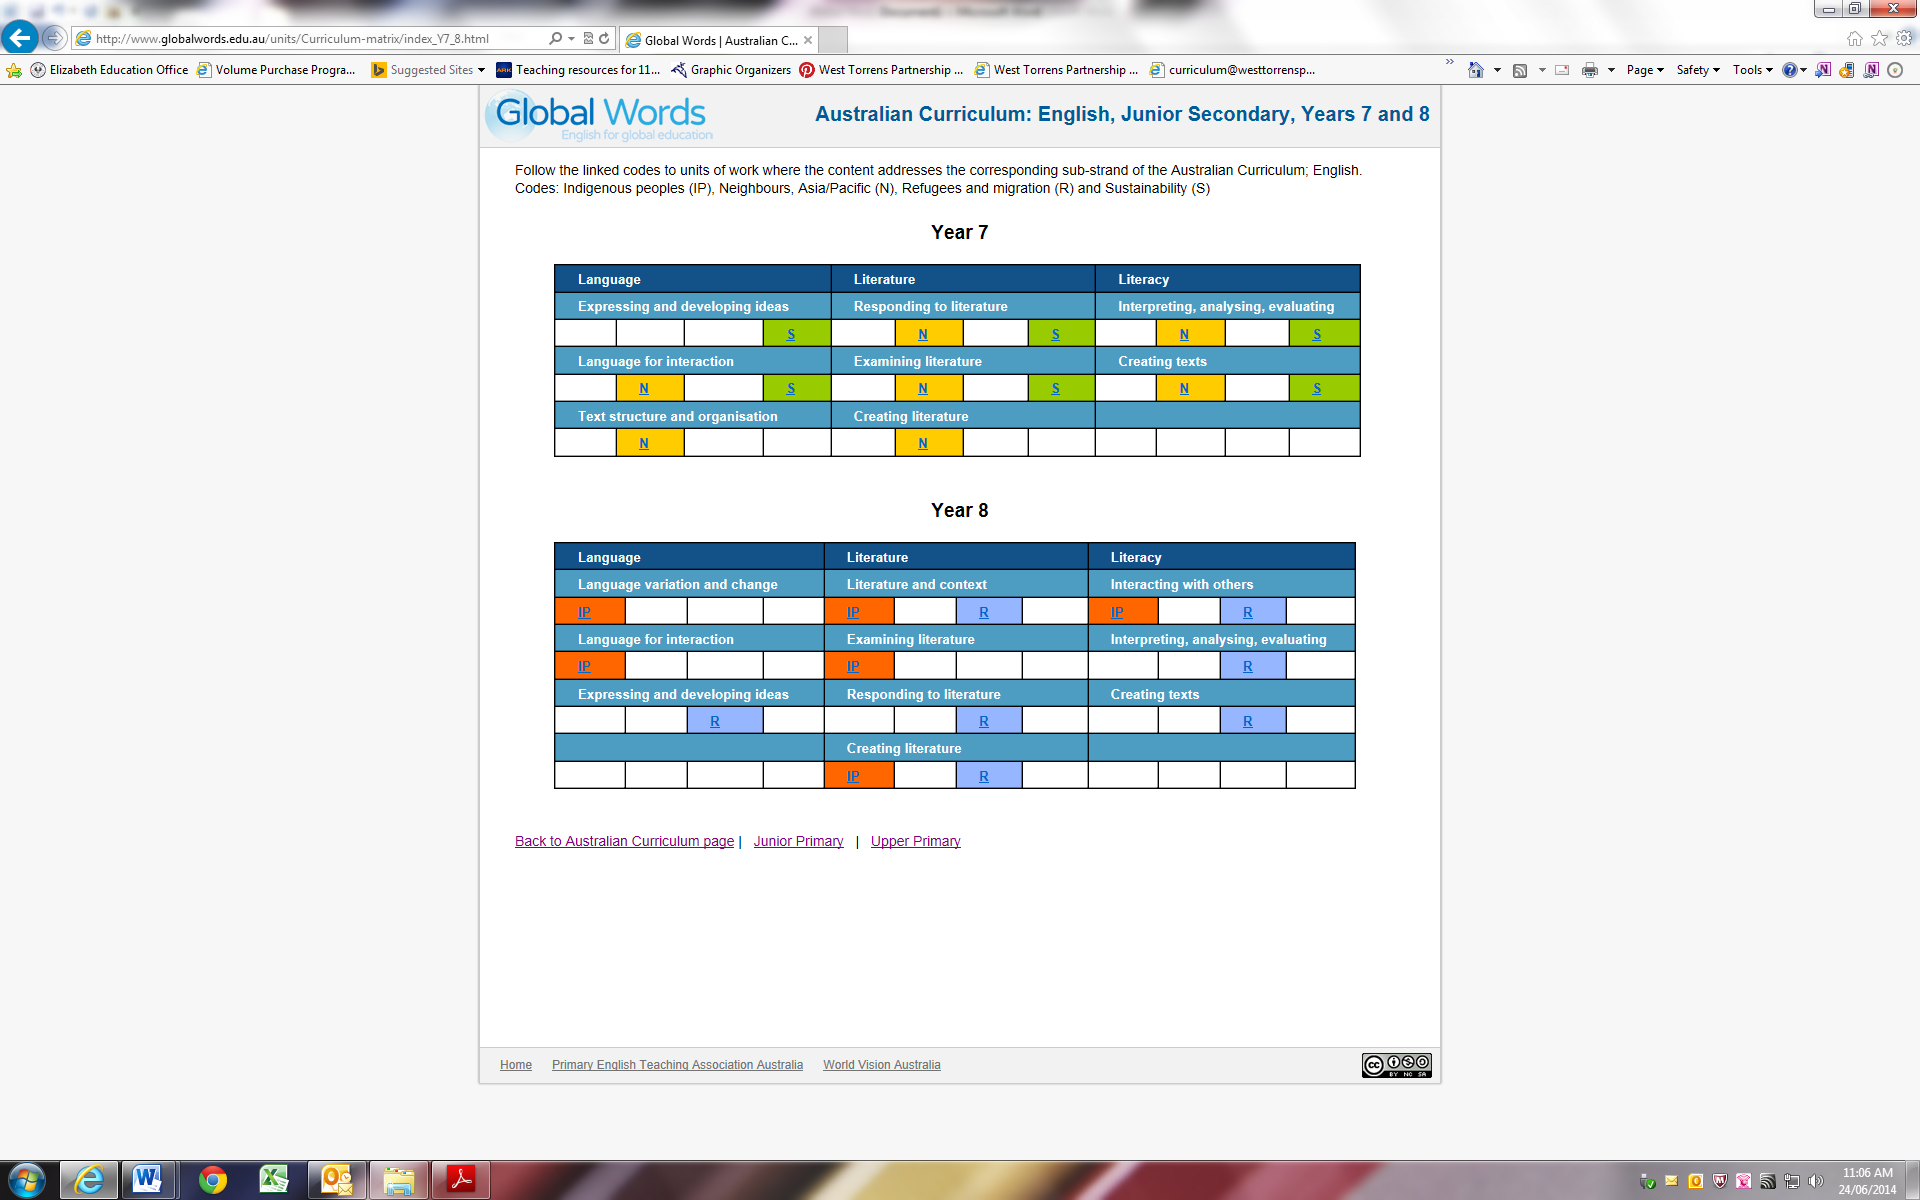 http://www.globalwords.edu.au/units/Curriculum-matrix/index_Y7_8.html
Global Words | Australian C...
Elizabeth Education Office Volume Purchase Progra... Suggested Sites Teaching resources for 11... Graphic Organizers West Torrens Partnership ... West Torrens Partnership ... curriculum@westtorrensp... Page Safety Tools
Global Words
English for global education
Australian Curriculum: English, Junior Secondary, Years 7 and 8
Follow the linked codes to units of work where the content addresses the corresponding sub-strand of the Australian Curriculum; English.
Codes: Indigenous peoples (IP), Neighbours, Asia/Pacific (N), Refugees and migration (R) and Sustainability (S)
Year 7
Language Literature Literacy
Expressing and developing ideas Responding to literature Interpreting, analysing, evaluating
S N S N S
Language for interaction Examining literature Creating texts
N S N S N S
Text structure and organisation Creating literature
N N
Year 8
Language Literature Literacy
Language variation and change Literature and context Interacting with others
IP IP R IP R
Language for interaction Examining literature Interpreting, analysing, evaluating
IP IP R
Expressing and developing ideas Responding to literature Creating texts
R R R
Creating literature
IP R
Back to Australian Curriculum page | Junior Primary | Upper Primary
Home Primary English Teaching Association Australia World Vision Australia
cc BY NC SA
11:06 AM
24/06/2014